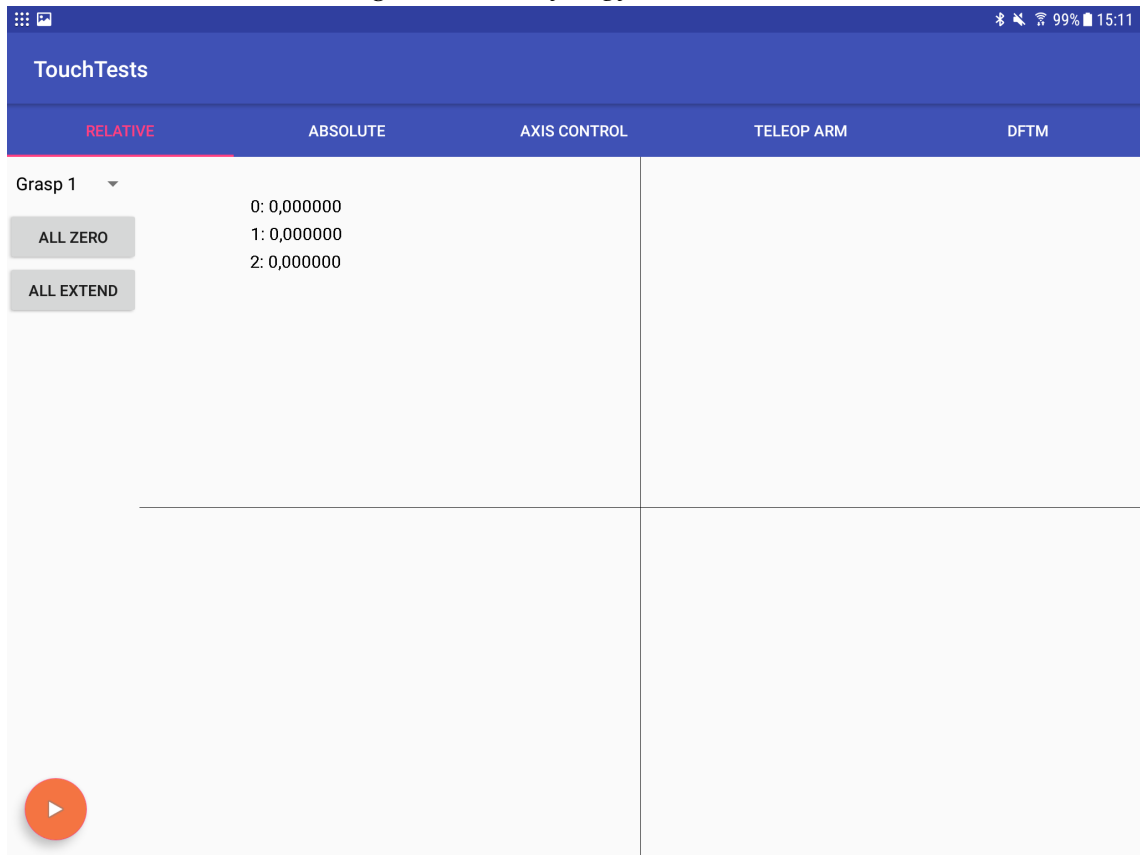 99% 15:11
TouchTests
RELATIVE ABSOLUTE AXIS CONTROL TELEOP ARM DFTM
Grasp 1
ALL ZERO
ALL EXTEND
0: 0,000000
1: 0,000000
2: 0,000000